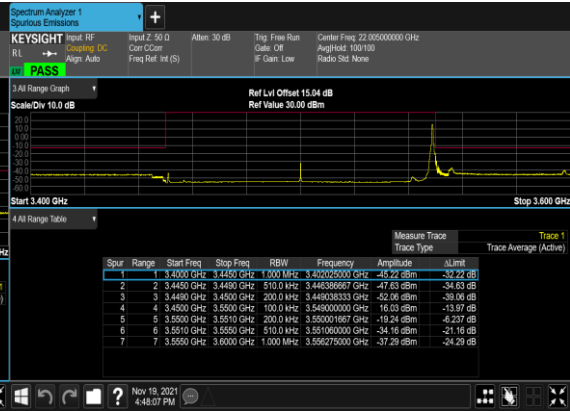 Spectrum Analyzer 1
Spurious Emissions
KEYSIGHT
R L
PASS
Input: RF
Coupling: DC
Align: Auto
Input Z: 50 Ω
Corr CCorr
Freq Ref: Int (S)
Atten: 30 dB
Trig: Free Run
Gate: Off
IF Gain: Low
Center Freq: 22.005000000 GHz
Avg|Hold: 100/100
Radio Std: None
3 All Range Graph
Scale/Div 10.0 dB
Ref Lvl Offset 15.04 dB
Ref Value 30.00 dBm
20.0
10.0
0.00
-10.0
-20.0
-30.0
-40.0
-50.0
-60.0
Start 3.400 GHz
Stop 3.600 GHz
4 All Range Table
Measure Trace Trace 1
Trace Type Trace Average (Active)
Hz
Spur Range Start Freq Stop Freq RBW Frequency Amplitude ΔLimit
1 1 3.4000 GHz 3.4450 GHz 1.000 MHz 3.402025000 GHz -45.22 dBm -32.22 dB
2 2 3.4450 GHz 3.4490 GHz 510.0 kHz 3.446386667 GHz -47.63 dBm -34.63 dB
3 3 3.4490 GHz 3.4500 GHz 200.0 kHz 3.449038333 GHz -52.06 dBm -39.06 dB
4 4 3.4500 GHz 3.5500 GHz 100.0 kHz 3.549000000 GHz 16.03 dBm -13.97 dB
5 5 3.5500 GHz 3.5510 GHz 200.0 kHz 3.550001667 GHz -19.24 dBm -6.237 dB
6 6 3.5510 GHz 3.5550 GHz 510.0 kHz 3.551060000 GHz -34.16 dBm -21.16 dB
7 7 3.5550 GHz 3.6000 GHz 1.000 MHz 3.556275000 GHz -37.29 dBm -24.29 dB
Nov 19, 2021
4:48:07 PM